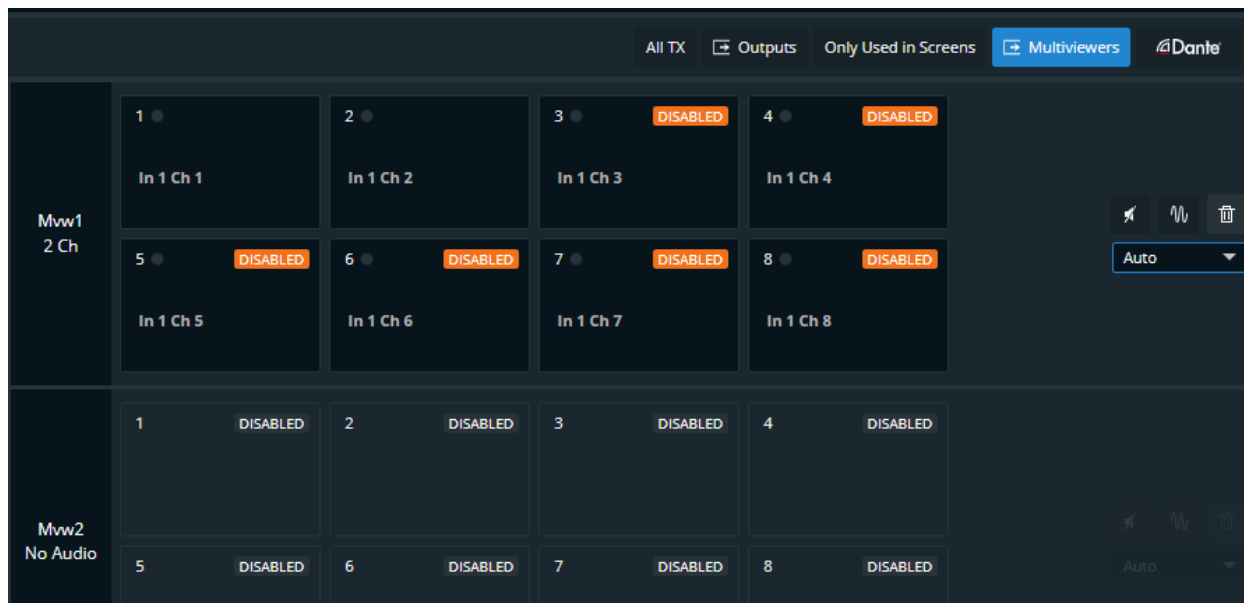 All TX Outputs Only Used in Screens Multiviewers Dante
Mvw1
2 Ch
1 2 3 DISABLED 4 DISABLED
In 1 Ch 1 In 1 Ch 2 In 1 Ch 3 In 1 Ch 4
5 DISABLED 6 DISABLED 7 DISABLED 8 DISABLED
In 1 Ch 5 In 1 Ch 6 In 1 Ch 7 In 1 Ch 8
Auto
Mvw2
No Audio
1 DISABLED 2 DISABLED 3 DISABLED 4 DISABLED
5 DISABLED 6 DISABLED 7 DISABLED 8 DISABLED
Auto